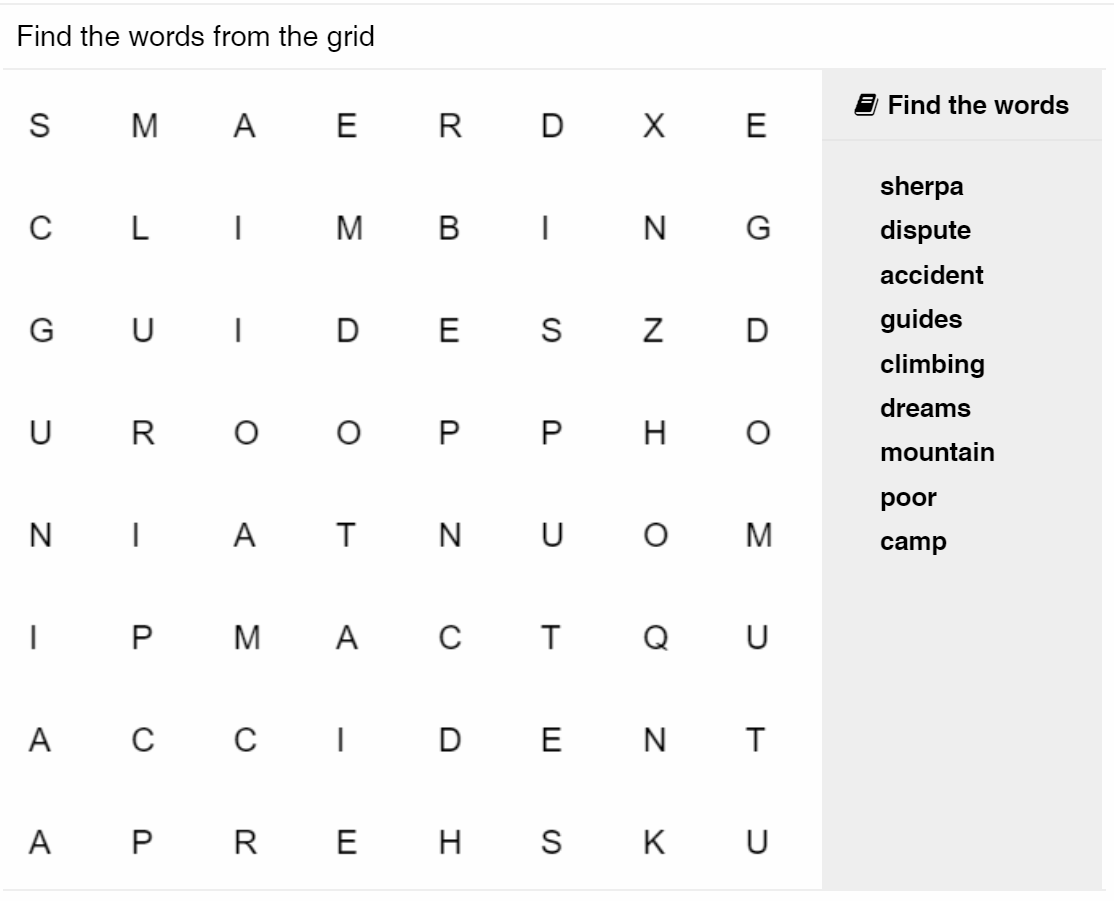 Find the words from the grid
S M A E R D X E
C L I M B I N G
G U I D E S Z D
U R O O P P H O
N I A T N U O M
I P M A C T Q U
A C C I D E N T
A P R E H S K U
Find the words
sherpa
dispute
accident
guides
climbing
dreams
mountain
poor
camp